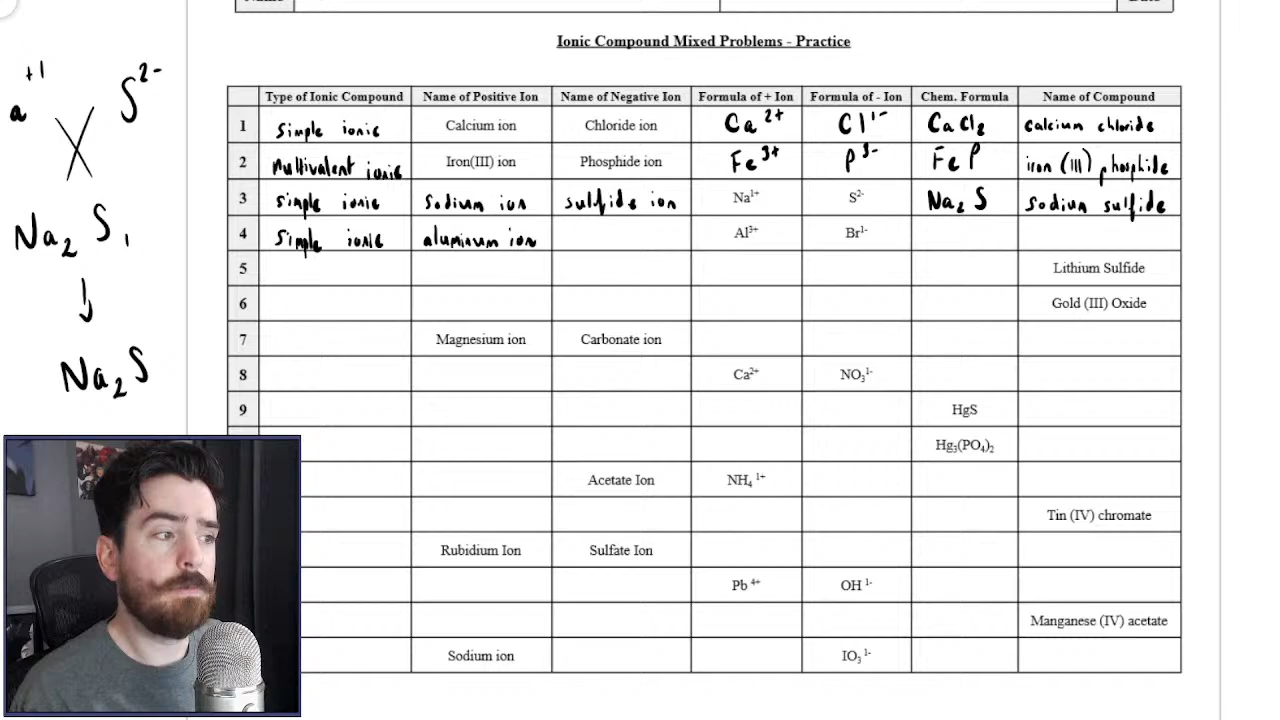 Ionic Compound Mixed Problems - Practice
Type of Ionic Compound Name of Positive Ion Name of Negative Ion Formula of + Ion Formula of - Ion Chem. Formula Name of Compound
1 simple ionic Calcium ion Chloride ion Ca²⁺ Cl¹⁻ CaCl₂ calcium chloride
2 Multivalent ionic Iron(III) ion Phosphide ion Fe³⁺ P³⁻ FeP iron (III) phosphide
3 simple ionic sodium ion sulfide ion Na¹⁺ S²⁻ Na₂S sodium sulfide
4 simple ionic aluminum ion Al³⁺ Br¹⁻
5 Lithium Sulfide
6 Gold (III) Oxide
7 Magnesium ion Carbonate ion
8 Ca²⁺ NO₃¹⁻
9 HgS
Hg₃(PO₄)₂
Acetate Ion NH₄ ¹⁺
Tin (IV) chromate
Rubidium Ion Sulfate Ion
Pb ⁴⁺ OH ¹⁻
Manganese (IV) acetate
Sodium ion IO₃ ¹⁻
a⁺¹ S²⁻
Na₂ S₁
Na₂S